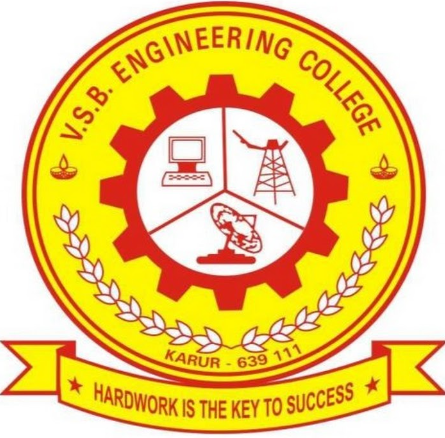 V.S.B. ENGINEERING COLLEGE
KARUR - 639 111
HARDWORK IS THE KEY TO SUCCESS